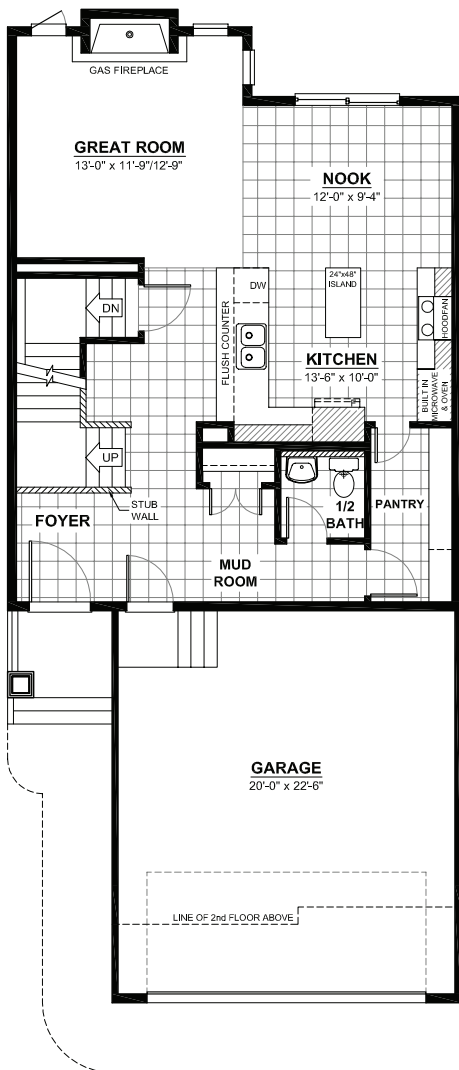 GAS FIREPLACE
GREAT ROOM
13'-0" x 11'-9"/12'-9"
NOOK
12'-0" x 9'-4"
DN
DW
24"x48"
ISLAND
HOODFAN
FLUSH COUNTER
KITCHEN
13'-6" x 10'-0"
BUILT IN
MICROWAVE
& OVEN
UP
STUB
WALL
FOYER
1/2
BATH
PANTRY
MUD
ROOM
GARAGE
20'-0" x 22'-6"
LINE OF 2nd FLOOR ABOVE